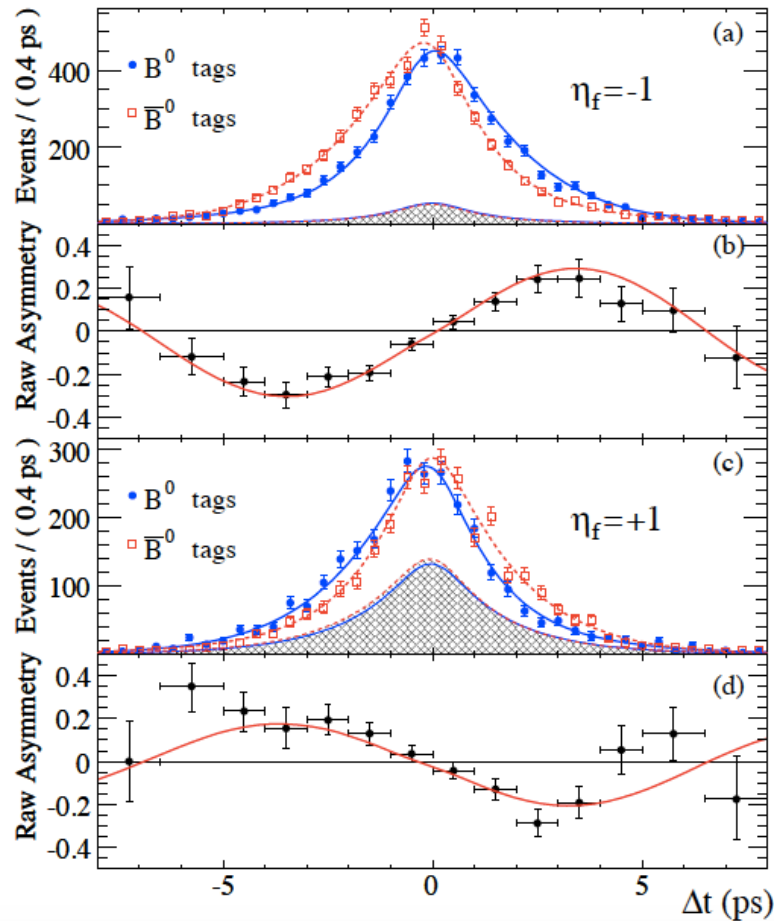 Events / ( 0.4 ps )
400
200
(a)
B⁰ tags
B̅⁰ tags
η_f=-1
Raw Asymmetry
0.4
0.2
0
-0.2
-0.4
(b)
Events / ( 0.4 ps )
300
200
100
(c)
B⁰ tags
B̅⁰ tags
η_f=+1
Raw Asymmetry
0.4
0.2
0
-0.2
-0.4
(d)
-5 0 5
Δt (ps)